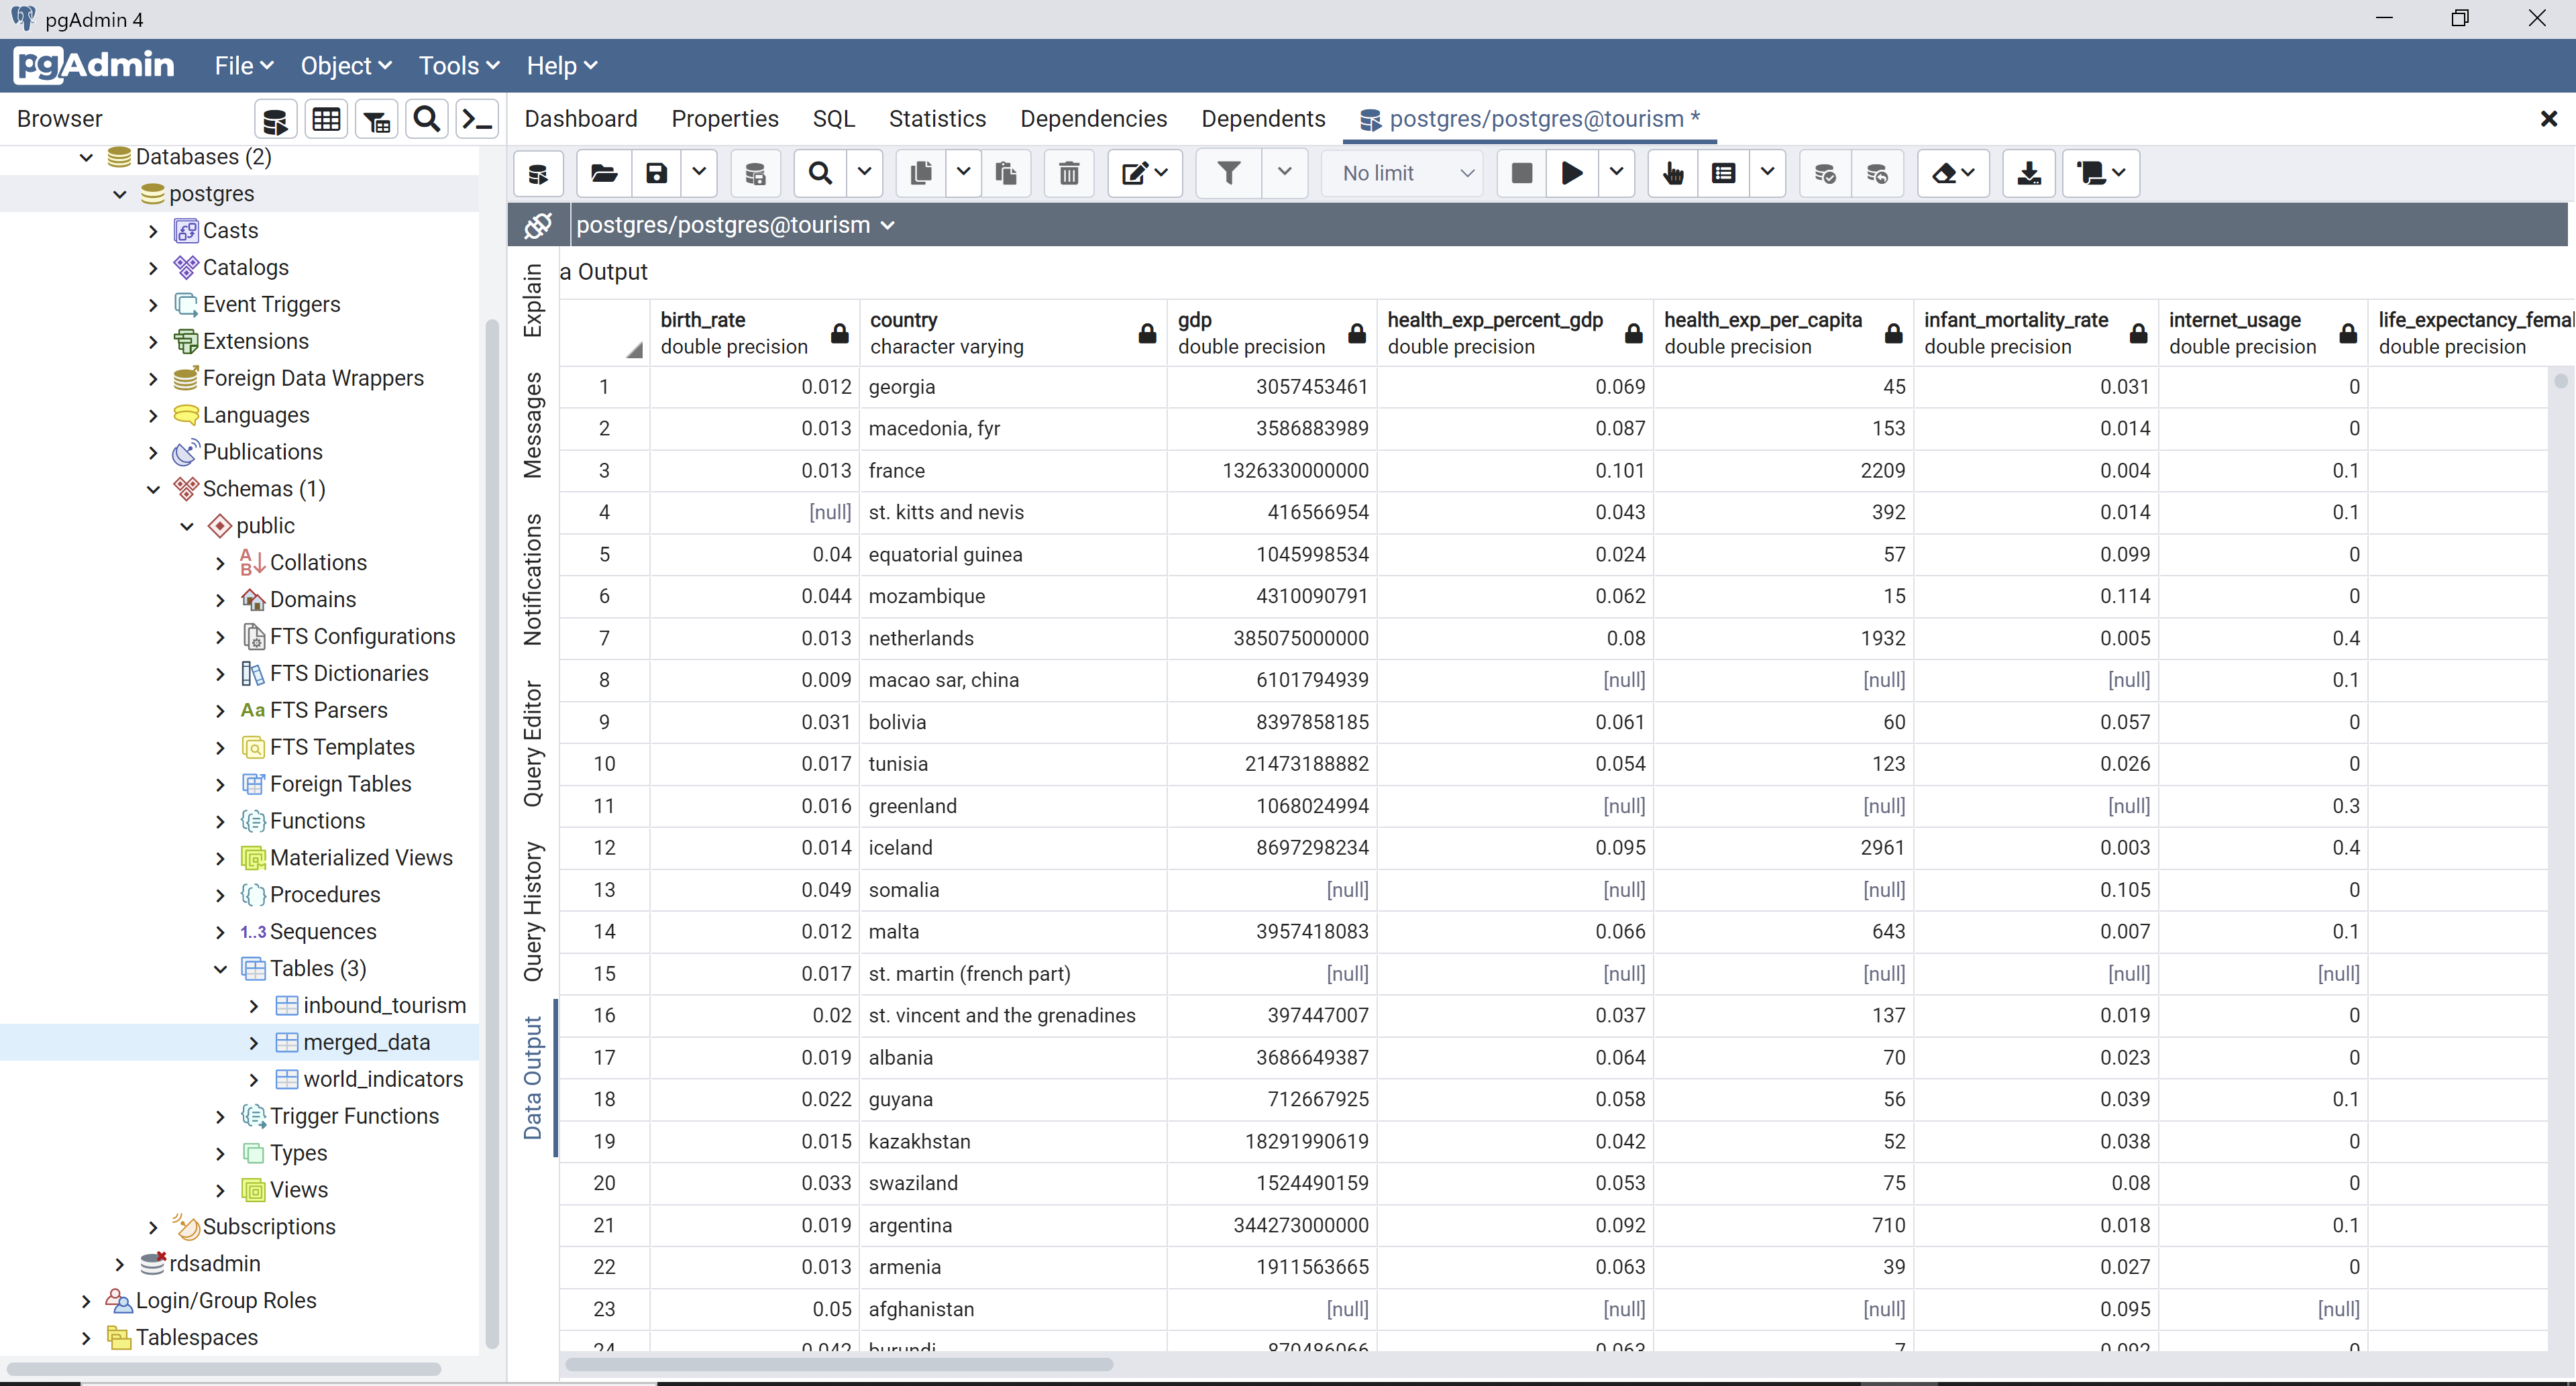 pgAdmin 4
pgAdmin File Object Tools Help
Browser
Dashboard Properties SQL Statistics Dependencies Dependents postgres/postgres@tourism *
No limit
postgres/postgres@tourism
Databases (2)
postgres
Casts
Catalogs
Event Triggers
Extensions
Foreign Data Wrappers
Languages
Publications
Schemas (1)
public
A B Collations
Domains
FTS Configurations
FTS Dictionaries
Aa FTS Parsers
FTS Templates
Foreign Tables
Functions
Materialized Views
Procedures
1..3 Sequences
Tables (3)
inbound_tourism
merged_data
world_indicators
Trigger Functions
Types
Views
Subscriptions
rdsadmin
Login/Group Roles
Tablespaces
Explain
Messages
Notifications
Query Editor
Query History
Data Output
a Output
birth_rate country gdp health_exp_percent_gdp health_exp_per_capita infant_mortality_rate internet_usage life_expectancy_femal
double precision character varying double precision double precision double precision double precision double precision double precision
1 0.012 georgia 3057453461 0.069 45 0.031 0
2 0.013 macedonia, fyr 3586883989 0.087 153 0.014 0
3 0.013 france 1326330000000 0.101 2209 0.004 0.1
4 [null] st. kitts and nevis 416566954 0.043 392 0.014 0.1
5 0.04 equatorial guinea 1045998534 0.024 57 0.099 0
6 0.044 mozambique 4310090791 0.062 15 0.114 0
7 0.013 netherlands 385075000000 0.08 1932 0.005 0.4
8 0.009 macao sar, china 6101794939 [null] [null] [null] 0.1
9 0.031 bolivia 8397858185 0.061 60 0.057 0
10 0.017 tunisia 21473188882 0.054 123 0.026 0
11 0.016 greenland 1068024994 [null] [null] [null] 0.3
12 0.014 iceland 8697298234 0.095 2961 0.003 0.4
13 0.049 somalia [null] [null] [null] 0.105 0
14 0.012 malta 3957418083 0.066 643 0.007 0.1
15 0.017 st. martin (french part) [null] [null] [null] [null] [null]
16 0.02 st. vincent and the grenadines 397447007 0.037 137 0.019 0
17 0.019 albania 3686649387 0.064 70 0.023 0
18 0.022 guyana 712667925 0.058 56 0.039 0.1
19 0.015 kazakhstan 18291990619 0.042 52 0.038 0
20 0.033 swaziland 1524490159 0.053 75 0.08 0
21 0.019 argentina 344273000000 0.092 710 0.018 0.1
22 0.013 armenia 1911563665 0.063 39 0.027 0
23 0.05 afghanistan [null] [null] [null] 0.095 [null]
24 0.042 burundi 870486066 0.063 7 0.092 0